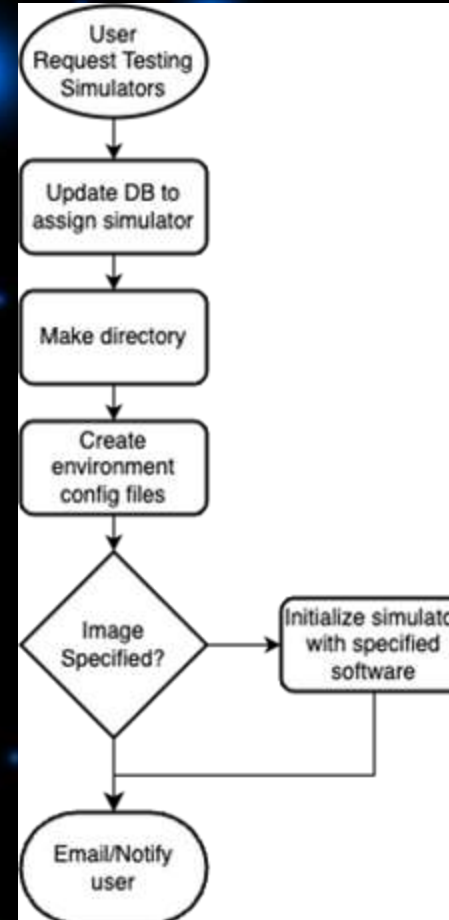 User
Request Testing
Simulators
Update DB to
assign simulator
Make directory
Create
environment
config files
Image
Specified?
Initialize simulato
with specified
software
Email/Notify
user